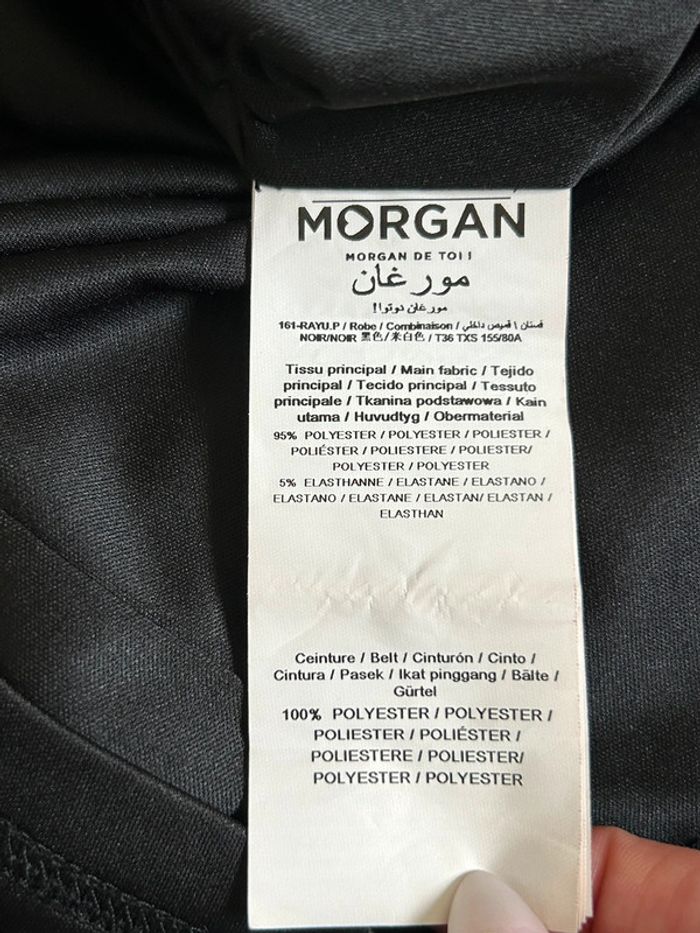 MORGAN
MORGAN DE TOI !
مورغان
مورغان دوتوا!
161-RAYU.P / Robe / Combinaison / فستان \ قميص داخلي
NOIR/NOIR 黑色/米白色 / T36 TXS 155/80A
Tissu principal / Main fabric / Tejido
principal / Tecido principal / Tessuto
principale / Tkanina podstawowa / Kain
utama / Huvudtyg / Obermaterial
95% POLYESTER / POLYESTER / POLIESTER /
POLIÉSTER / POLIESTERE / POLIESTER/
POLYESTER / POLYESTER
5% ELASTHANNE / ELASTANE / ELASTANO /
ELASTANO / ELASTANE / ELASTAN/ ELASTAN /
ELASTHAN
Ceinture / Belt / Cinturón / Cinto /
Cintura / Pasek / Ikat pinggang / Bälte /
Gürtel
100% POLYESTER / POLYESTER /
POLIESTER / POLIÉSTER /
POLIESTERE / POLIESTER/
POLYESTER / POLYESTER